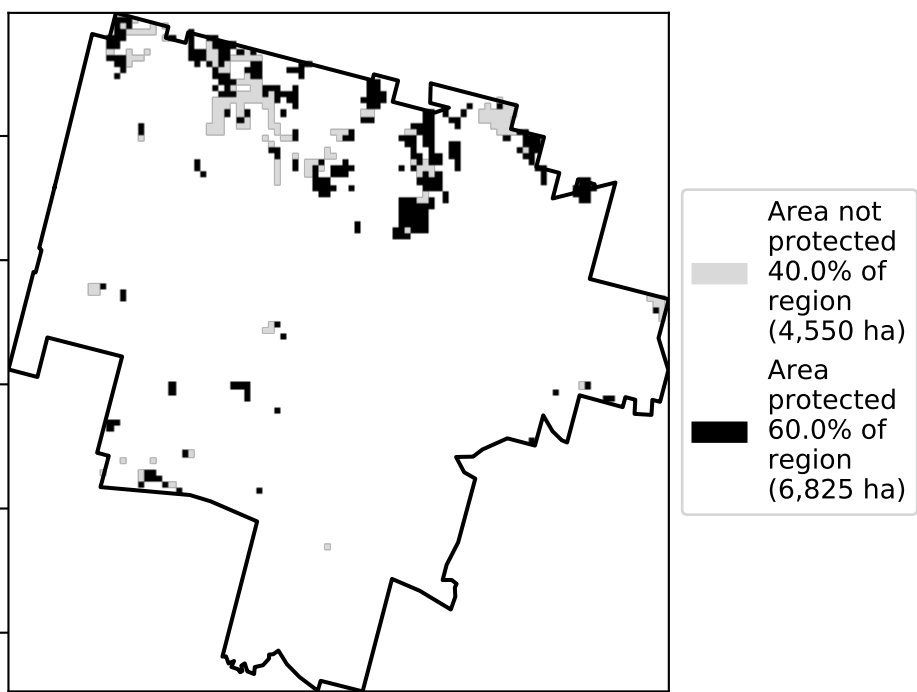 Area not
protected
40.0% of
region
(4,550 ha)
Area
protected
60.0% of
region
(6,825 ha)